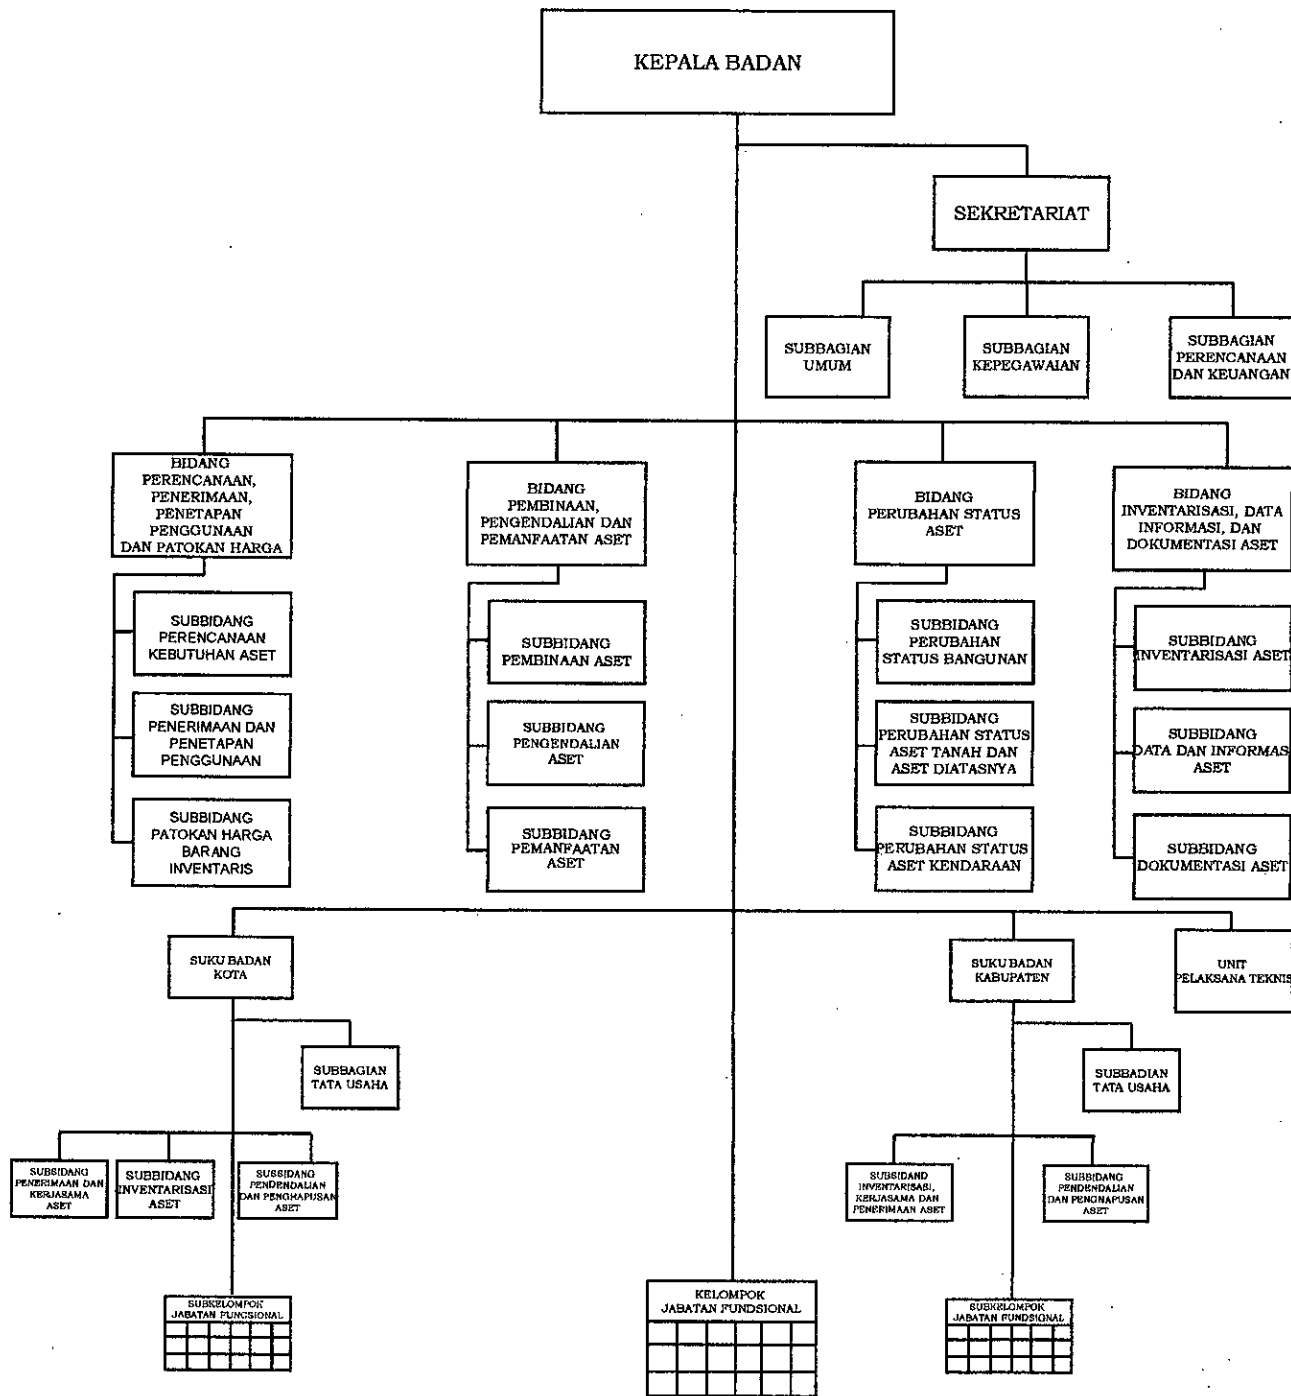 KEPALA BADAN
SEKRETARIAT
SUBBAGIAN
UMUM
SUBBAGIAN
KEPEGAWAIAN
SUBBAGIAN
PERENCANAAN
DAN KEUANGAN
BIDANG
PERENCANAAN,
PENERIMAAN,
PENETAPAN
PENGGUNAAN
DAN PATOKAN HARGA
BIDANG
PEMBINAAN,
PENGENDALIAN DAN
PEMANFAATAN ASET
BIDANG
PERUBAHAN STATUS
ASET
BIDANG
INVENTARISASI, DATA
INFORMASI, DAN
DOKUMENTASI ASET
SUBBIDANG
PERENCANAAN
KEBUTUHAN ASET
SUBBIDANG
PEMBINAAN ASET
SUBBIDANG
PERUBAHAN
STATUS BANGUNAN
SUBBIDANG
INVENTARISASI ASET
SUBBIDANG
PENERIMAAN DAN
PENETAPAN
PENGGUNAAN
SUBBIDANG
PENGENDALIAN
ASET
SUBBIDANG
PERUBAHAN STATUS
ASET TANAH DAN
ASET DIATASNYA
SUBBIDANG
DATA DAN INFORMAS
ASET
SUBBIDANG
PATOKAN HARGA
BARANG
INVENTARIS
SUBBIDANG
PEMANFAATAN
ASET
SUBBIDANG
PERUBAHAN STATUS
ASET KENDARAAN
SUBBIDANG
DOKUMENTASI ASET
SUKU BADAN
KOTA
SUKU BADAN
KABUPATEN
UNIT
PELAKSANA TEKNIS
SUBBAGIAN
TATA USAHA
SUBBADIAN
TATA USAHA
SUBSIDANG
PENERIMAAN DAN
KERJASAMA
ASET
SUBBIDANG
INVENTARISASI
ASET
SUSSIDANG
PENDENDALIAN
DAN PENGHAPUSAN
ASET
SUBSIDAND
INVENTARISASI,
KERJASAMA DAN
PENERIMAAN ASET
SUBBIDANG
PENDENDALIAN
DAN PENGNAPUSAN
ASET
SUBKELOMPOK
JABATAN FUNGSIONAL
KELOMPOK
JABATAN FUNDSIONAL
SUBKELOMPOK
JABATAN FUNDSIONAL